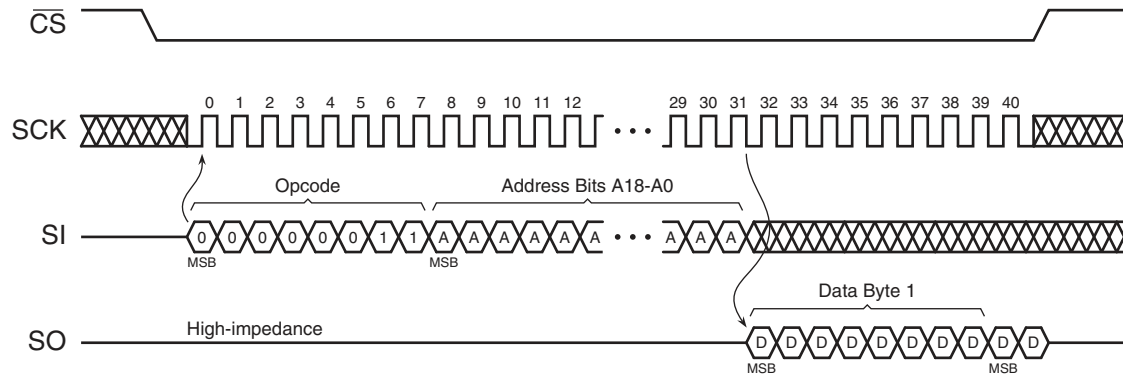 CS
0 1 2 3 4 5 6 7 8 9 10 11 12 29 30 31 32 33 34 35 36 37 38 39 40
SCK
Opcode Address Bits A18-A0
SI 0 0 0 0 0 0 1 1 A A A A A A A A A
MSB MSB
Data Byte 1
High-impedance
SO D D D D D D D D D D
MSB MSB